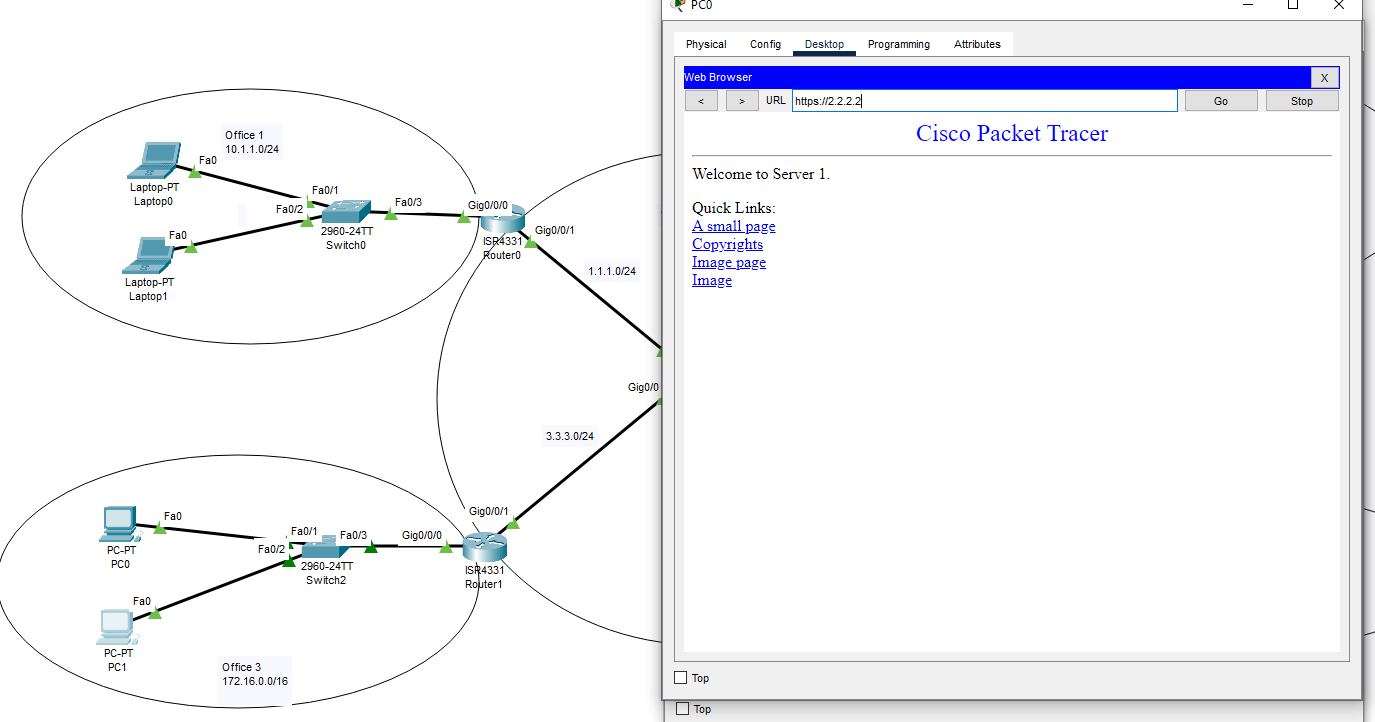 PC0
Physical Config Desktop Programming Attributes
Web Browser
X
< > URL https://2.2.2.2 Go Stop
Cisco Packet Tracer
Welcome to Server 1.
Quick Links:
A small page
Copyrights
Image page
Image
Top
Top
Office 1
10.1.1.0/24
Fa0
Laptop-PT
Laptop0
Fa0/1
Fa0/2
Fa0/3
2960-24TT
Switch0
Fa0
Laptop-PT
Laptop1
Gig0/0/0
ISR4331
Router0
Gig0/0/1
1.1.1.0/24
Gig0/0
3.3.3.0/24
Gig0/0/1
Fa0
PC-PT
PC0
Fa0/1
Fa0/2
Fa0/3
2960-24TT
Switch2
Gig0/0/0
ISR4331
Router1
Fa0
PC-PT
PC1
Office 3
172.16.0.0/16